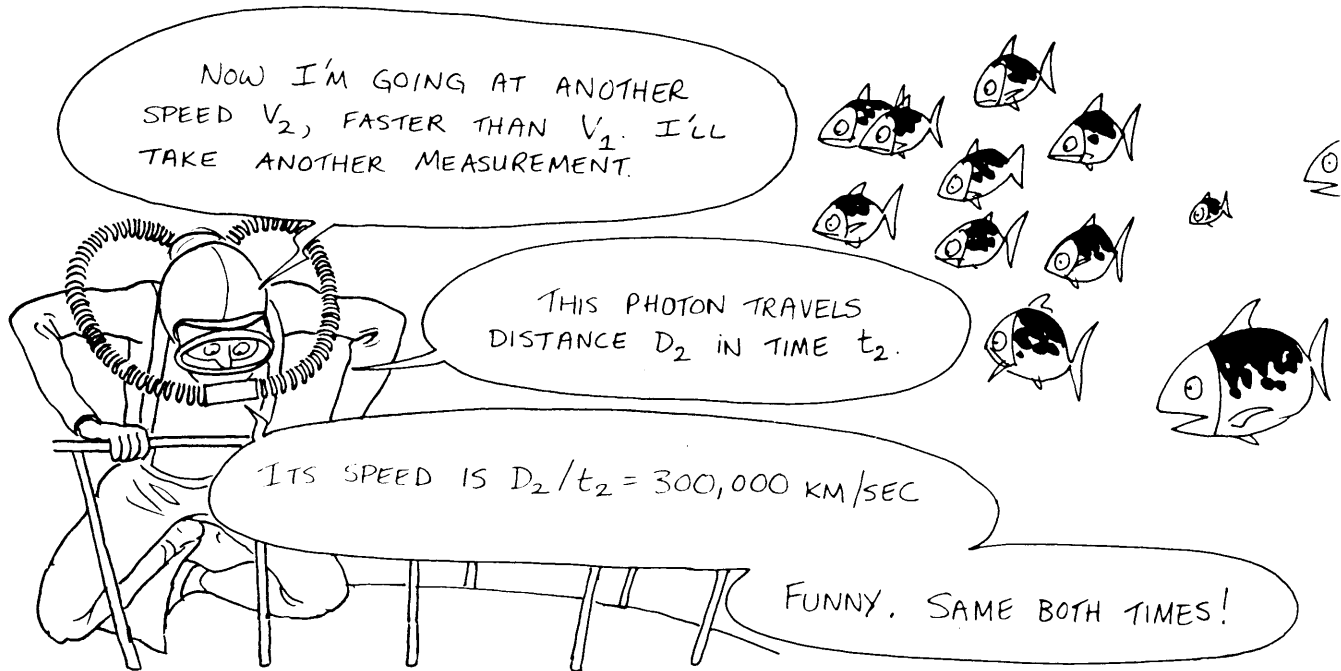 NOW I'M GOING AT ANOTHER
SPEED V₂, FASTER THAN V₁. I'LL
TAKE ANOTHER MEASUREMENT.
THIS PHOTON TRAVELS
DISTANCE D₂ IN TIME t₂.
ITS SPEED IS D₂/t₂ = 300,000 KM/SEC
FUNNY. SAME BOTH TIMES!